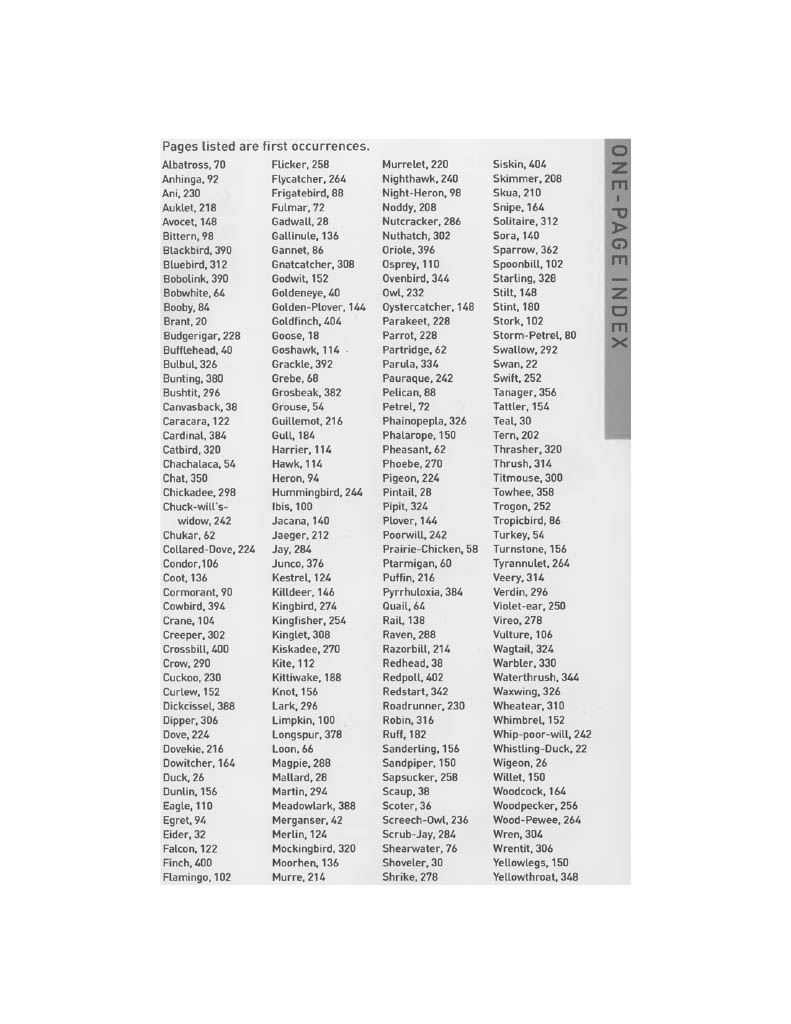 Pages listed are first occurrences.
Albatross, 70
Anhinga, 92
Ani, 230
Auklet, 218
Avocet, 148
Bittern, 98
Blackbird, 390
Bluebird, 312
Bobolink, 390
Bobwhite, 64
Booby, 84
Brant, 20
Budgerigar, 228
Bufflehead, 40
Bulbul, 326
Bunting, 380
Bushtit, 296
Canvasback, 38
Caracara, 122
Cardinal, 384
Catbird, 320
Chachalaca, 54
Chat, 350
Chickadee, 298
Chuck-will's-
widow, 242
Chukar, 62
Collared-Dove, 224
Condor,106
Coot, 136
Cormorant, 90
Cowbird, 394
Crane, 104
Creeper, 302
Crossbill, 400
Crow, 290
Cuckoo, 230
Curlew, 152
Dickcissel, 388
Dipper, 306
Dove, 224
Dovekie, 216
Dowitcher, 164
Duck, 26
Dunlin, 156
Eagle, 110
Egret, 94
Eider, 32
Falcon, 122
Finch, 400
Flamingo, 102
Flicker, 258
Flycatcher, 264
Frigatebird, 88
Fulmar, 72
Gadwall, 28
Gallinule, 136
Gannet, 86
Gnatcatcher, 308
Godwit, 152
Goldeneye, 40
Golden-Plover, 144
Goldfinch, 404
Goose, 18
Goshawk, 114
Grackle, 392
Grebe, 68
Grosbeak, 382
Grouse, 54
Guillemot, 216
Gull, 184
Harrier, 114
Hawk, 114
Heron, 94
Hummingbird, 244
Ibis, 100
Jacana, 140
Jaeger, 212
Jay, 284
Junco, 376
Kestrel, 124
Killdeer, 146
Kingbird, 274
Kingfisher, 254
Kinglet, 308
Kiskadee, 270
Kite, 112
Kittiwake, 188
Knot, 156
Lark, 296
Limpkin, 100
Longspur, 378
Loon, 66
Magpie, 288
Mallard, 28
Martin, 294
Meadowlark, 388
Merganser, 42
Merlin, 124
Mockingbird, 320
Moorhen, 136
Murre, 214
Murrelet, 220
Nighthawk, 240
Night-Heron, 98
Noddy, 208
Nutcracker, 286
Nuthatch, 302
Oriole, 396
Osprey, 110
Ovenbird, 344
Owl, 232
Oystercatcher, 148
Parakeet, 228
Parrot, 228
Partridge, 62
Parula, 334
Pauraque, 242
Pelican, 88
Petrel, 72
Phainopepla, 326
Phalarope, 150
Pheasant, 62
Phoebe, 270
Pigeon, 224
Pintail, 28
Pipit, 324
Plover, 144
Poorwill, 242
Prairie-Chicken, 58
Ptarmigan, 60
Puffin, 216
Pyrrhuloxia, 384
Quail, 64
Rail, 138
Raven, 288
Razorbill, 214
Redhead, 38
Redpoll, 402
Redstart, 342
Roadrunner, 230
Robin, 316
Ruff, 182
Sanderling, 156
Sandpiper, 150
Sapsucker, 258
Scaup, 38
Scoter, 36
Screech-Owl, 236
Scrub-Jay, 284
Shearwater, 76
Shoveler, 30
Shrike, 278
Siskin, 404
Skimmer, 208
Skua, 210
Snipe, 164
Solitaire, 312
Sora, 140
Sparrow, 362
Spoonbill, 102
Starling, 328
Stilt, 148
Stint, 180
Stork, 102
Storm-Petrel, 80
Swallow, 292
Swan, 22
Swift, 252
Tanager, 356
Tattler, 154
Teal, 30
Tern, 202
Thrasher, 320
Thrush, 314
Titmouse, 300
Towhee, 358
Trogon, 252
Tropicbird, 86
Turkey, 54
Turnstone, 156
Tyrannulet, 264
Veery, 314
Verdin, 296
Violet-ear, 250
Vireo, 278
Vulture, 106
Wagtail, 324
Warbler, 330
Waterthrush, 344
Waxwing, 326
Wheatear, 310
Whimbrel, 152
Whip-poor-will, 242
Whistling-Duck, 22
Wigeon, 26
Willet, 150
Woodcock, 164
Woodpecker, 256
Wood-Pewee, 264
Wren, 304
Wrentit, 306
Yellowlegs, 150
Yellowthroat, 348
ONE-PAGE INDEX